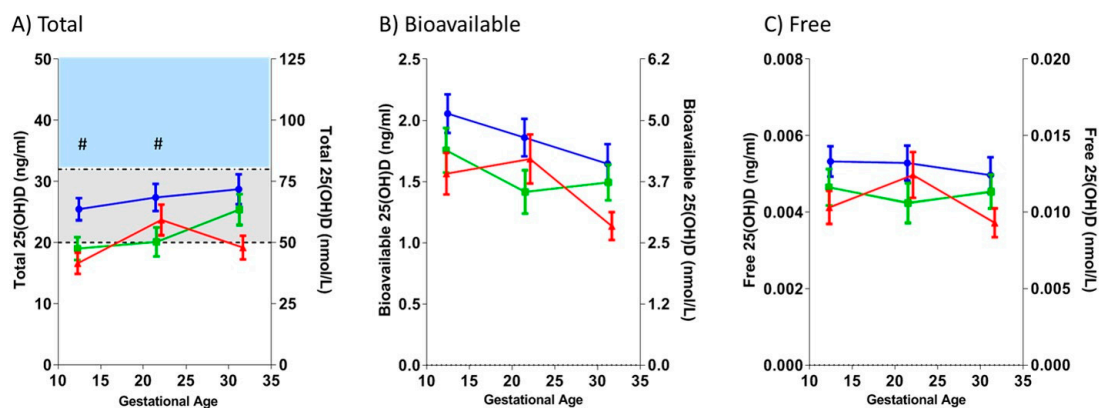 A) Total
Total 25(OH)D (ng/ml)
50
40
30
20
10
0
# #
125
100
75
50
25
0
Total 25(OH)D (nmol/L)
10 15 20 25 30 35
Gestational Age
B) Bioavailable
Bioavailable 25(OH)D (ng/ml)
2.5
2.0
1.5
1.0
0.5
0.0
6.2
5.0
3.7
2.5
1.2
0.0
Bioavailable 25(OH)D (nmol/L)
10 15 20 25 30 35
Gestational Age
C) Free
Free 25(OH)D (ng/ml)
0.008
0.006
0.004
0.002
0.000
0.020
0.015
0.010
0.005
0.000
Free 25(OH)D (nmol/L)
10 15 20 25 30 35
Gestational Age